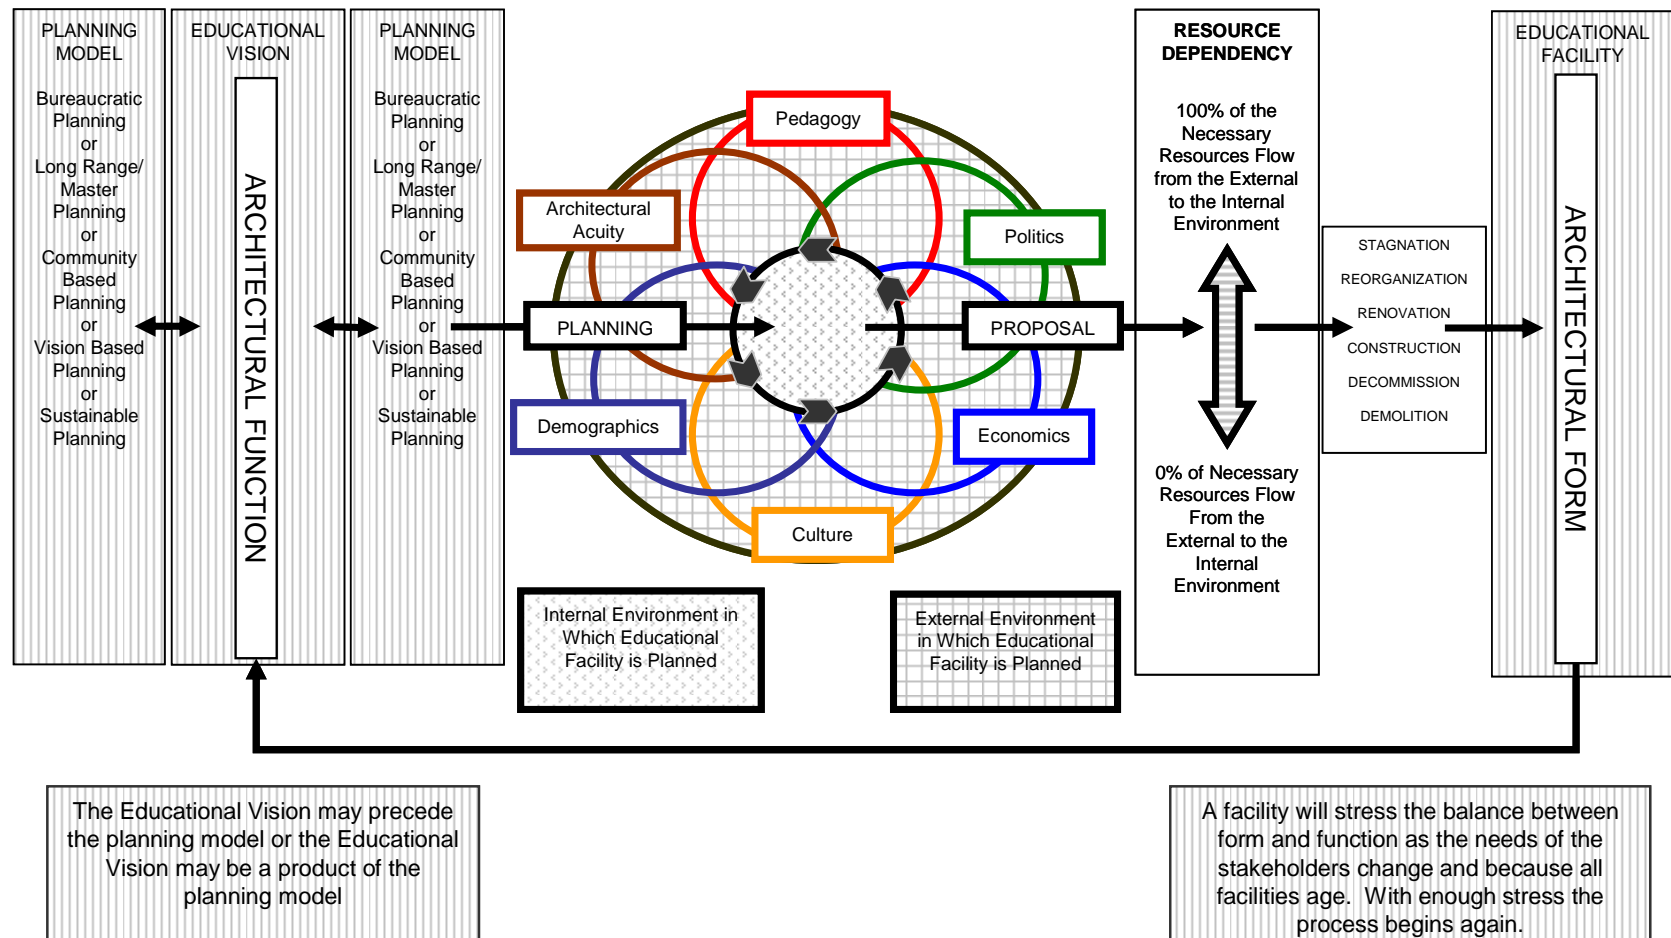 PLANNING
MODEL
Bureaucratic
Planning
or
Long Range/
Master
Planning
or
Community
Based
Planning
or
Vision Based
Planning
or
Sustainable
Planning
EDUCATIONAL
VISION
ARCHITECTURAL FUNCTION
PLANNING
MODEL
Bureaucratic
Planning
or
Long Range/
Master
Planning
or
Community
Based
Planning
or
Vision Based
Planning
or
Sustainable
Planning
Pedagogy
Architectural
Acuity
Politics
PLANNING
PROPOSAL
Demographics
Economics
Culture
Internal Environment in
Which Educational
Facility is Planned
External Environment
in Which Educational
Facility is Planned
RESOURCE
DEPENDENCY
100% of the
Necessary
Resources Flow
from the External
to the Internal
Environment
0% of Necessary
Resources Flow
From the
External to the
Internal
Environment
STAGNATION
REORGANIZATION
RENOVATION
CONSTRUCTION
DECOMMISSION
DEMOLITION
EDUCATIONAL
FACILITY
ARCHITECTURAL FORM
The Educational Vision may precede
the planning model or the Educational
Vision may be a product of the
planning model
A facility will stress the balance between
form and function as the needs of the
stakeholders change and because all
facilities age.  With enough stress the
process begins again.